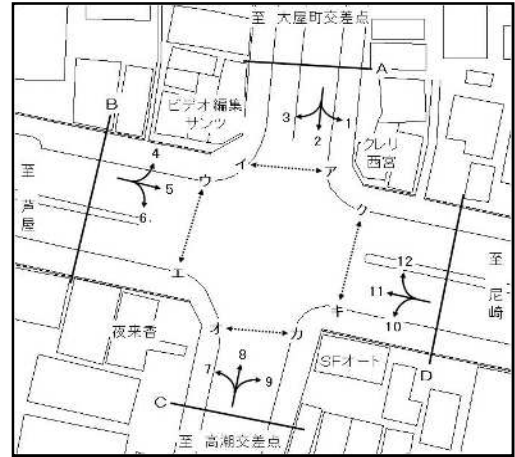 至 大屋町交差点
A
B
ビデオ編集
サンツ
3
1
2
クレリ
西宮
4
5
6
イ
ア
ウ
ク
至
芦
屋
エ
キ
12
11
10
至
尼
崎
夜来香
オ
カ
8
7
9
SFオート
C
D
至 高潮交差点